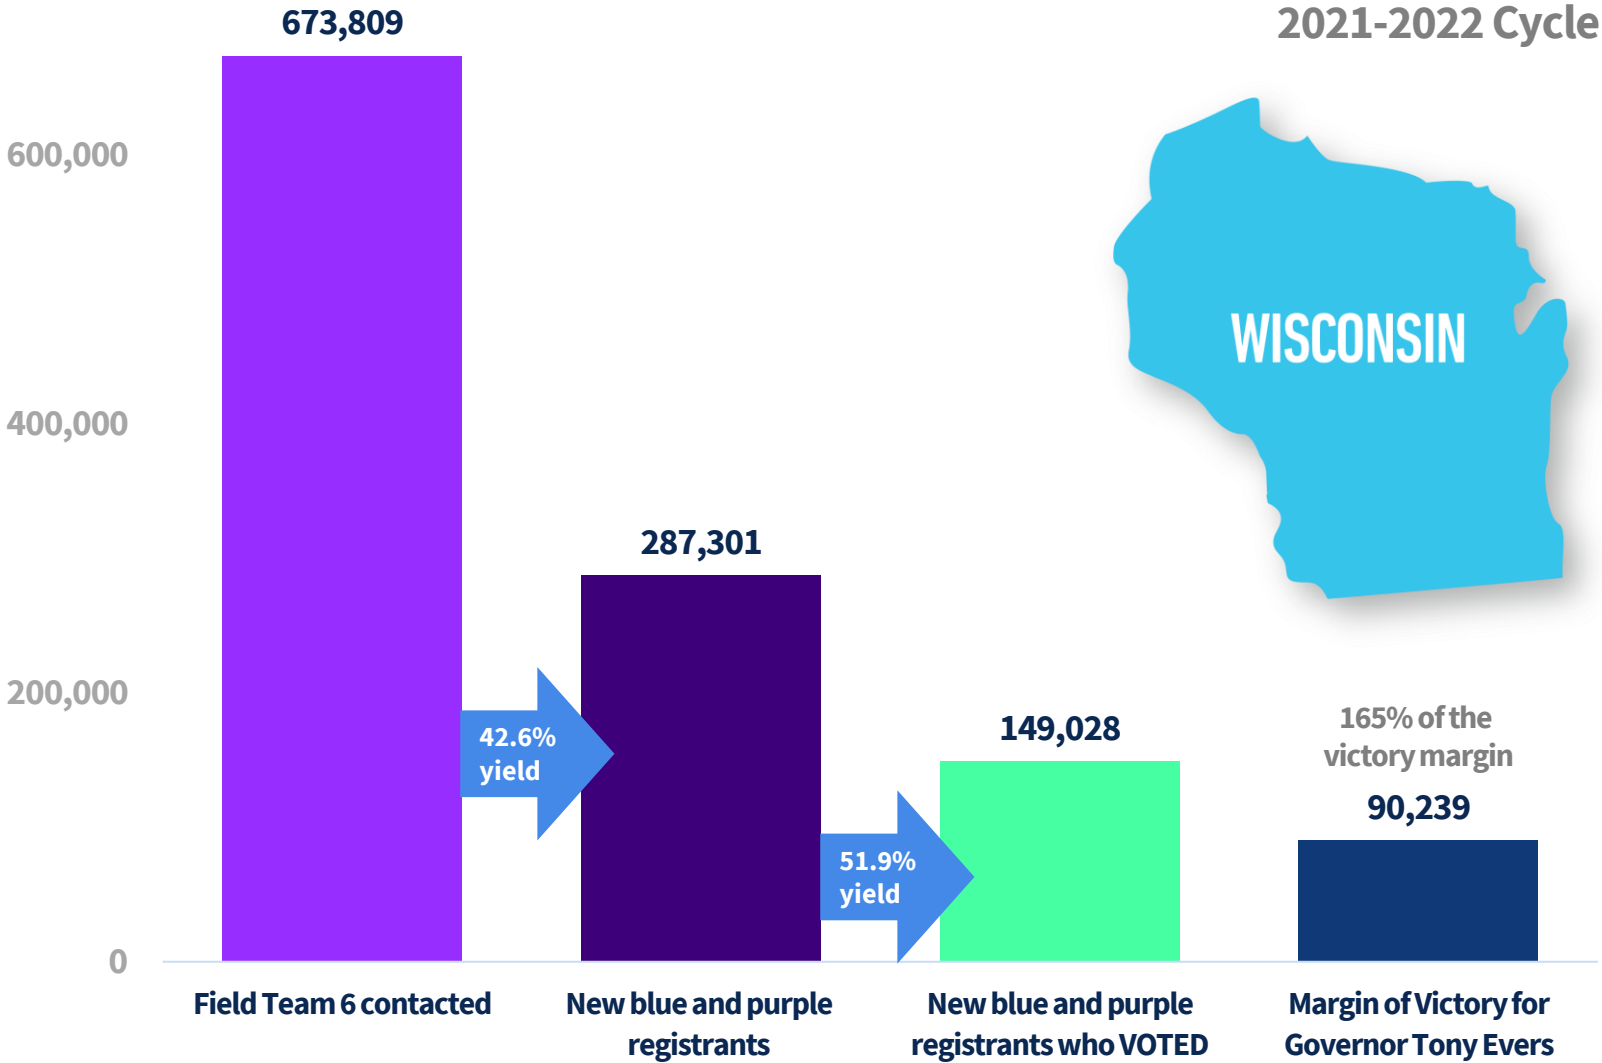 2021-2022 Cycle
673,809
600,000
400,000
200,000
0
WISCONSIN
287,301
149,028
165% of the
victory margin
90,239
42.6%
yield
51.9%
yield
Field Team 6 contacted
New blue and purple
registrants
New blue and purple
registrants who VOTED
Margin of Victory for
Governor Tony Evers